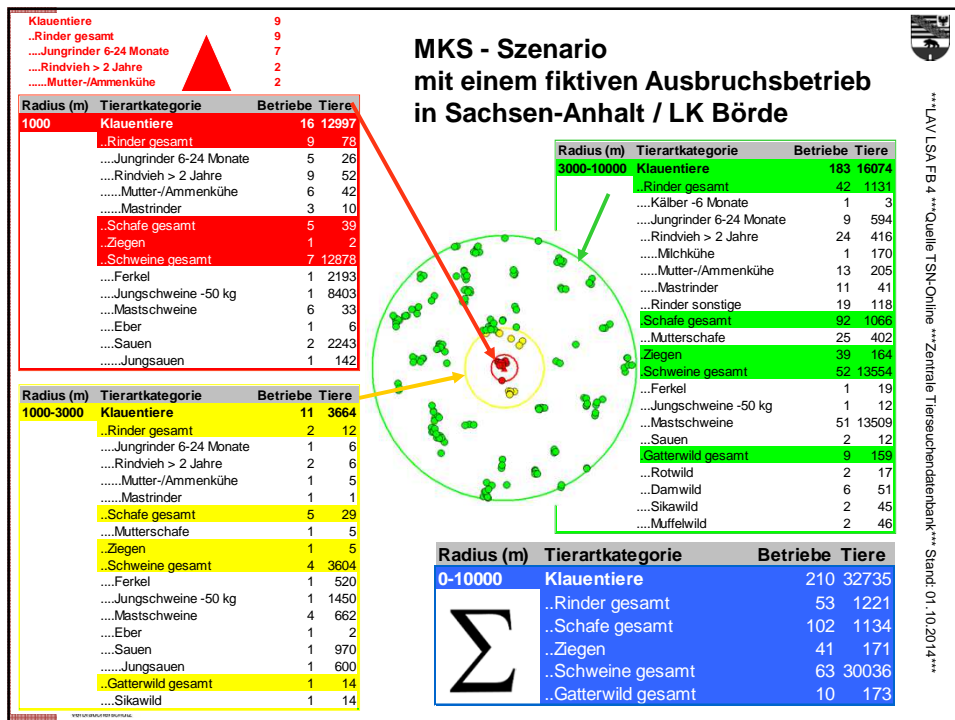 Klauentiere 9
..Rinder gesamt 9
....Jungrinder 6-24 Monate 7
....Rindvieh > 2 Jahre 2
......Mutter-/Ammenkühe 2
MKS - Szenario
mit einem fiktiven Ausbruchsbetrieb
in Sachsen-Anhalt / LK Börde
Radius (m) Tierartkategorie Betriebe Tiere
1000 Klauentiere 16 12997
..Rinder gesamt 9 78
....Jungrinder 6-24 Monate 5 26
....Rindvieh > 2 Jahre 9 52
......Mutter-/Ammenkühe 6 42
......Mastrinder 3 10
..Schafe gesamt 5 39
..Ziegen 1 2
..Schweine gesamt 7 12878
....Ferkel 1 2193
....Jungschweine -50 kg 1 8403
....Mastschweine 6 33
....Eber 1 6
....Sauen 2 2243
......Jungsauen 1 142
Radius (m) Tierartkategorie Betriebe Tiere
1000-3000 Klauentiere 11 3664
..Rinder gesamt 2 12
....Jungrinder 6-24 Monate 1 6
....Rindvieh > 2 Jahre 2 6
......Mutter-/Ammenkühe 1 5
......Mastrinder 1 1
..Schafe gesamt 5 29
....Mutterschafe 1 5
..Ziegen 1 5
..Schweine gesamt 4 3604
....Ferkel 1 520
....Jungschweine -50 kg 1 1450
....Mastschweine 4 662
....Eber 1 2
....Sauen 1 970
......Jungsauen 1 600
..Gatterwild gesamt 1 14
....Sikawild 1 14
Radius (m) Tierartkategorie Betriebe Tiere
3000-10000 Klauentiere 183 16074
..Rinder gesamt 42 1131
....Kälber -6 Monate 1 3
....Jungrinder 6-24 Monate 9 594
...Rindvieh > 2 Jahre 24 416
.....Milchkühe 1 170
.....Mutter-/Ammenkühe 13 205
.....Mastrinder 11 41
...Rinder sonstige 19 118
.Schafe gesamt 92 1066
...Mutterschafe 25 402
.Ziegen 39 164
.Schweine gesamt 52 13554
...Ferkel 1 19
...Jungschweine -50 kg 1 12
...Mastschweine 51 13509
...Sauen 2 12
.Gatterwild gesamt 9 159
...Rotwild 2 17
...Damwild 6 51
...Sikawild 2 45
...Muffelwild 2 46
Radius (m) Tierartkategorie Betriebe Tiere
0-10000 Klauentiere 210 32735
..Rinder gesamt 53 1221
..Schafe gesamt 102 1134
..Ziegen 41 171
..Schweine gesamt 63 30036
..Gatterwild gesamt 10 173
Σ
***LAV LSA FB 4 ***Quelle TSN-Online ***Zentrale Tierseuchendatenbank*** Stand: 01.10.2014***